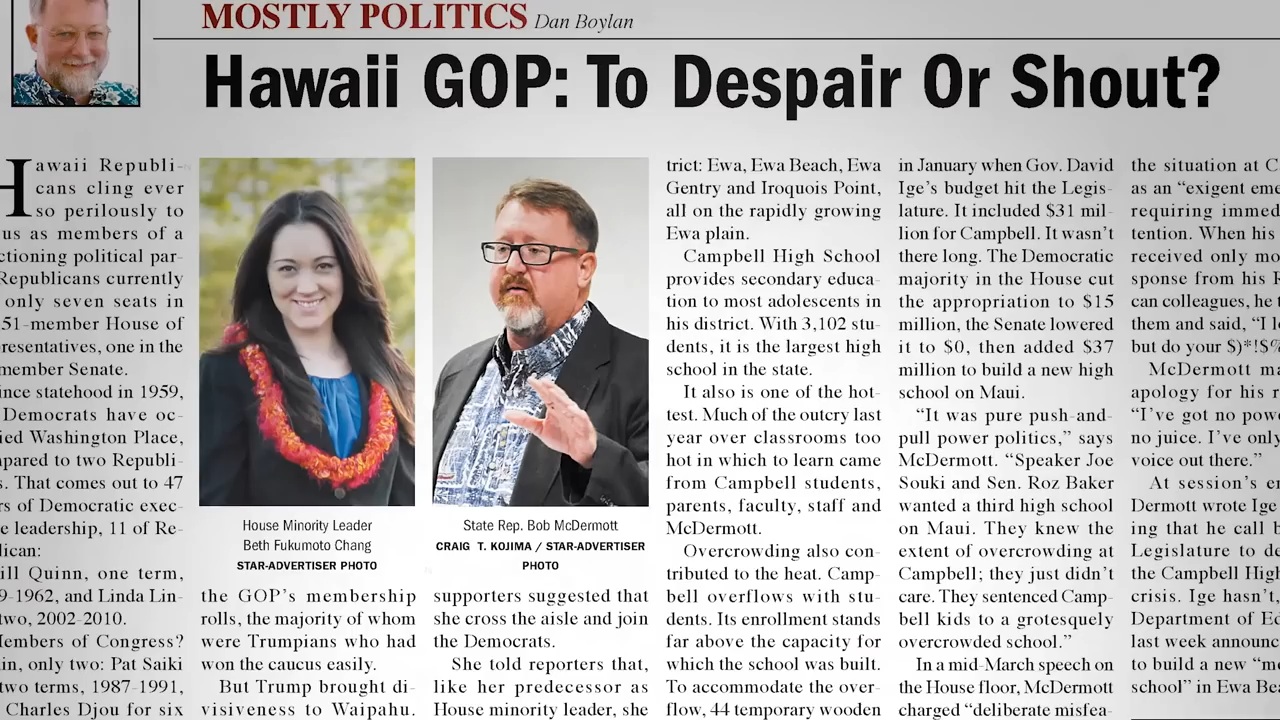 MOSTLY POLITICS Dan Boylan
Hawaii GOP: To Despair Or Shout?
Hawaii Republi-
cans cling ever
so perilously to
us as members of a
ctioning political par-
Republicans currently
only seven seats in
51-member House of
resentatives, one in the
member Senate.
ince statehood in 1959,
Democrats have oc-
ied Washington Place,
mpared to two Republi-
s. That comes out to 47
rs of Democratic exec-
e leadership, 11 of Re-
lican:
ill Quinn, one term,
9-1962, and Linda Lin-
two, 2002-2010.
Members of Congress?
in, only two: Pat Saiki
two terms, 1987-1991,
Charles Djou for six
House Minority Leader
Beth Fukumoto Chang
STAR-ADVERTISER PHOTO
the GOP's membership
rolls, the majority of whom
were Trumpians who had
won the caucus easily.
But Trump brought di-
visiveness to Waipahu.
State Rep. Bob McDermott
CRAIG T. KOJIMA / STAR-ADVERTISER
PHOTO
supporters suggested that
she cross the aisle and join
the Democrats.
She told reporters that,
like her predecessor as
House minority leader, she
trict: Ewa, Ewa Beach, Ewa
Gentry and Iroquois Point,
all on the rapidly growing
Ewa plain.
Campbell High School
provides secondary educa-
tion to most adolescents in
his district. With 3,102 stu-
dents, it is the largest high
school in the state.
It also is one of the hot-
test. Much of the outcry last
year over classrooms too
hot in which to learn came
from Campbell students,
parents, faculty, staff and
McDermott.
Overcrowding also con-
tributed to the heat. Camp-
bell overflows with stu-
dents. Its enrollment stands
far above the capacity for
which the school was built.
To accommodate the over-
flow, 44 temporary wooden
in January when Gov. David
Ige's budget hit the Legis-
lature. It included $31 mil-
lion for Campbell. It wasn't
there long. The Democratic
majority in the House cut
the appropriation to $15
million, the Senate lowered
it to $0, then added $37
million to build a new high
school on Maui.
"It was pure push-and-
pull power politics," says
McDermott. "Speaker Joe
Souki and Sen. Roz Baker
wanted a third high school
on Maui. They knew the
extent of overcrowding at
Campbell; they just didn't
care. They sentenced Camp-
bell kids to a grotesquely
overcrowded school."
In a mid-March speech on
the House floor, McDermott
charged "deliberate misfea-
the situation at C
as an "exigent eme
requiring immed
tention. When his
received only mo
sponse from his
can colleagues, he
them and said, "I
but do your $)*!$%
McDermott ma
apology for his r
"I've got no pow
no juice. I've only
voice out there."
At session's en
Dermott wrote Ige
ing that he call b
Legislature to de
the Campbell High
crisis. Ige hasn't,
Department of Ed
last week announc
to build a new "m
school" in Ewa Bea